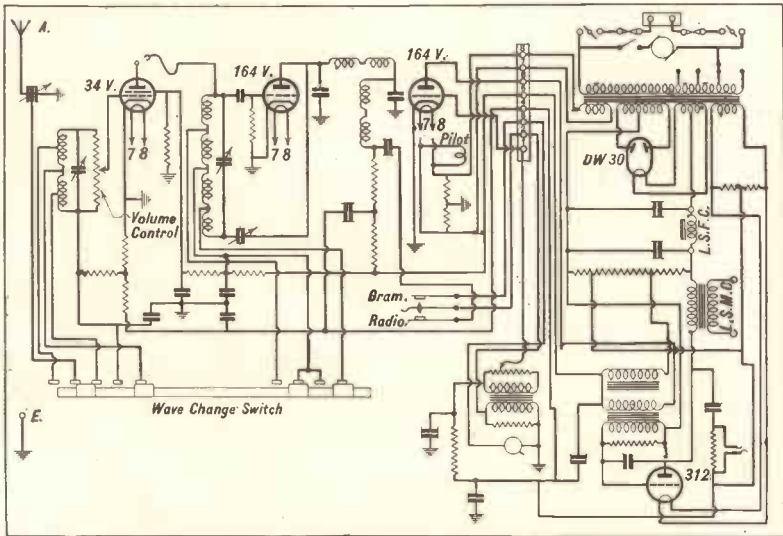 A.
34 V.
164 V.
164 V.
7 8
7 8
7 8
Pilot
DW 30
Volume
Control
L.S.F.C.
L.S.M.C.
Gram.
Radio.
Wave Change Switch
E.
312.